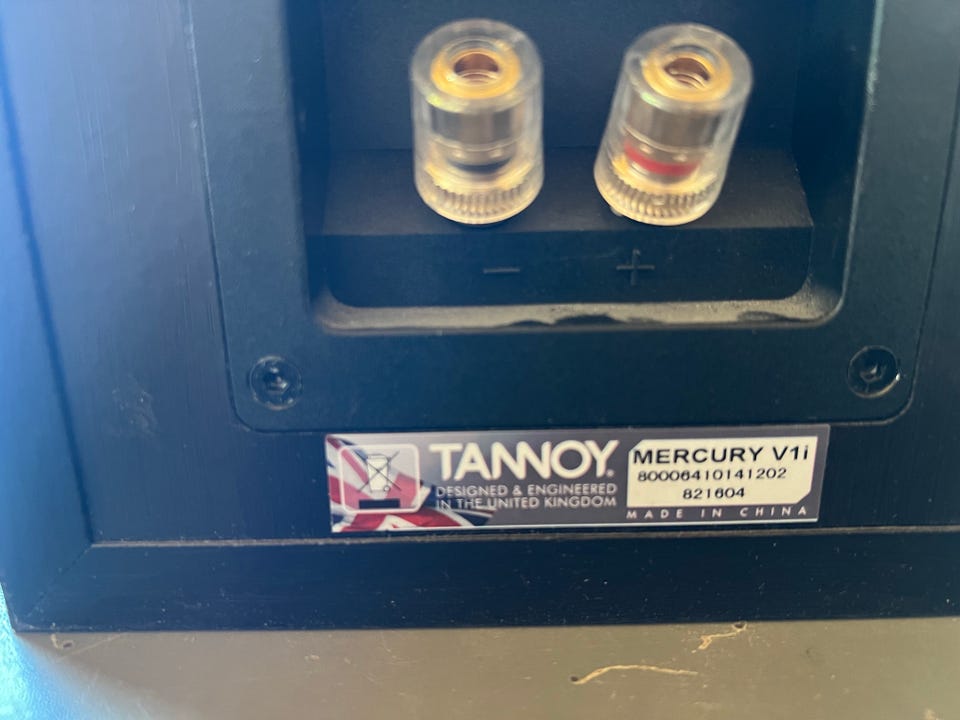 − +
TANNOY®
DESIGNED & ENGINEERED
IN THE UNITED KINGDOM
MERCURY V1i
80006410141202
821604
MADE IN CHINA